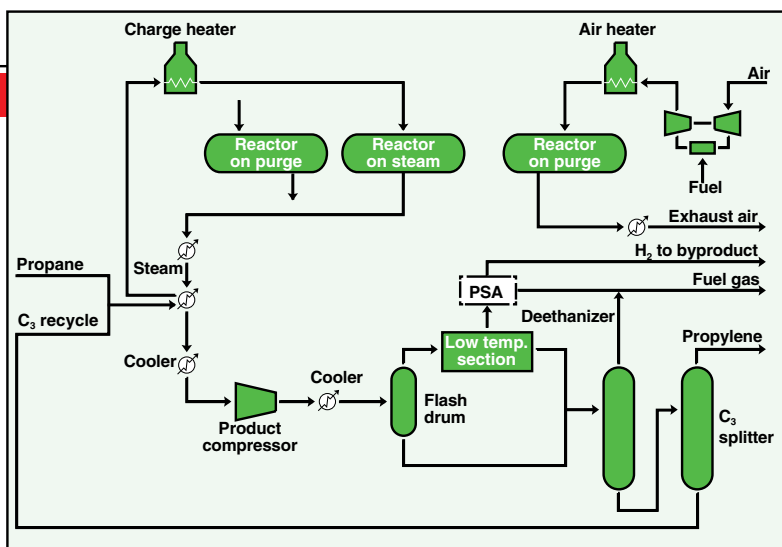 Charge heater
Air heater
Air
Reactor
on purge
Reactor
on steam
Reactor
on purge
Fuel
Exhaust air
H₂ to byproduct
Steam
Propane
PSA
Fuel gas
Deethanizer
C₃ recycle
Low temp.
section
Propylene
Cooler
Cooler
Flash
drum
C₃
splitter
Product
compressor